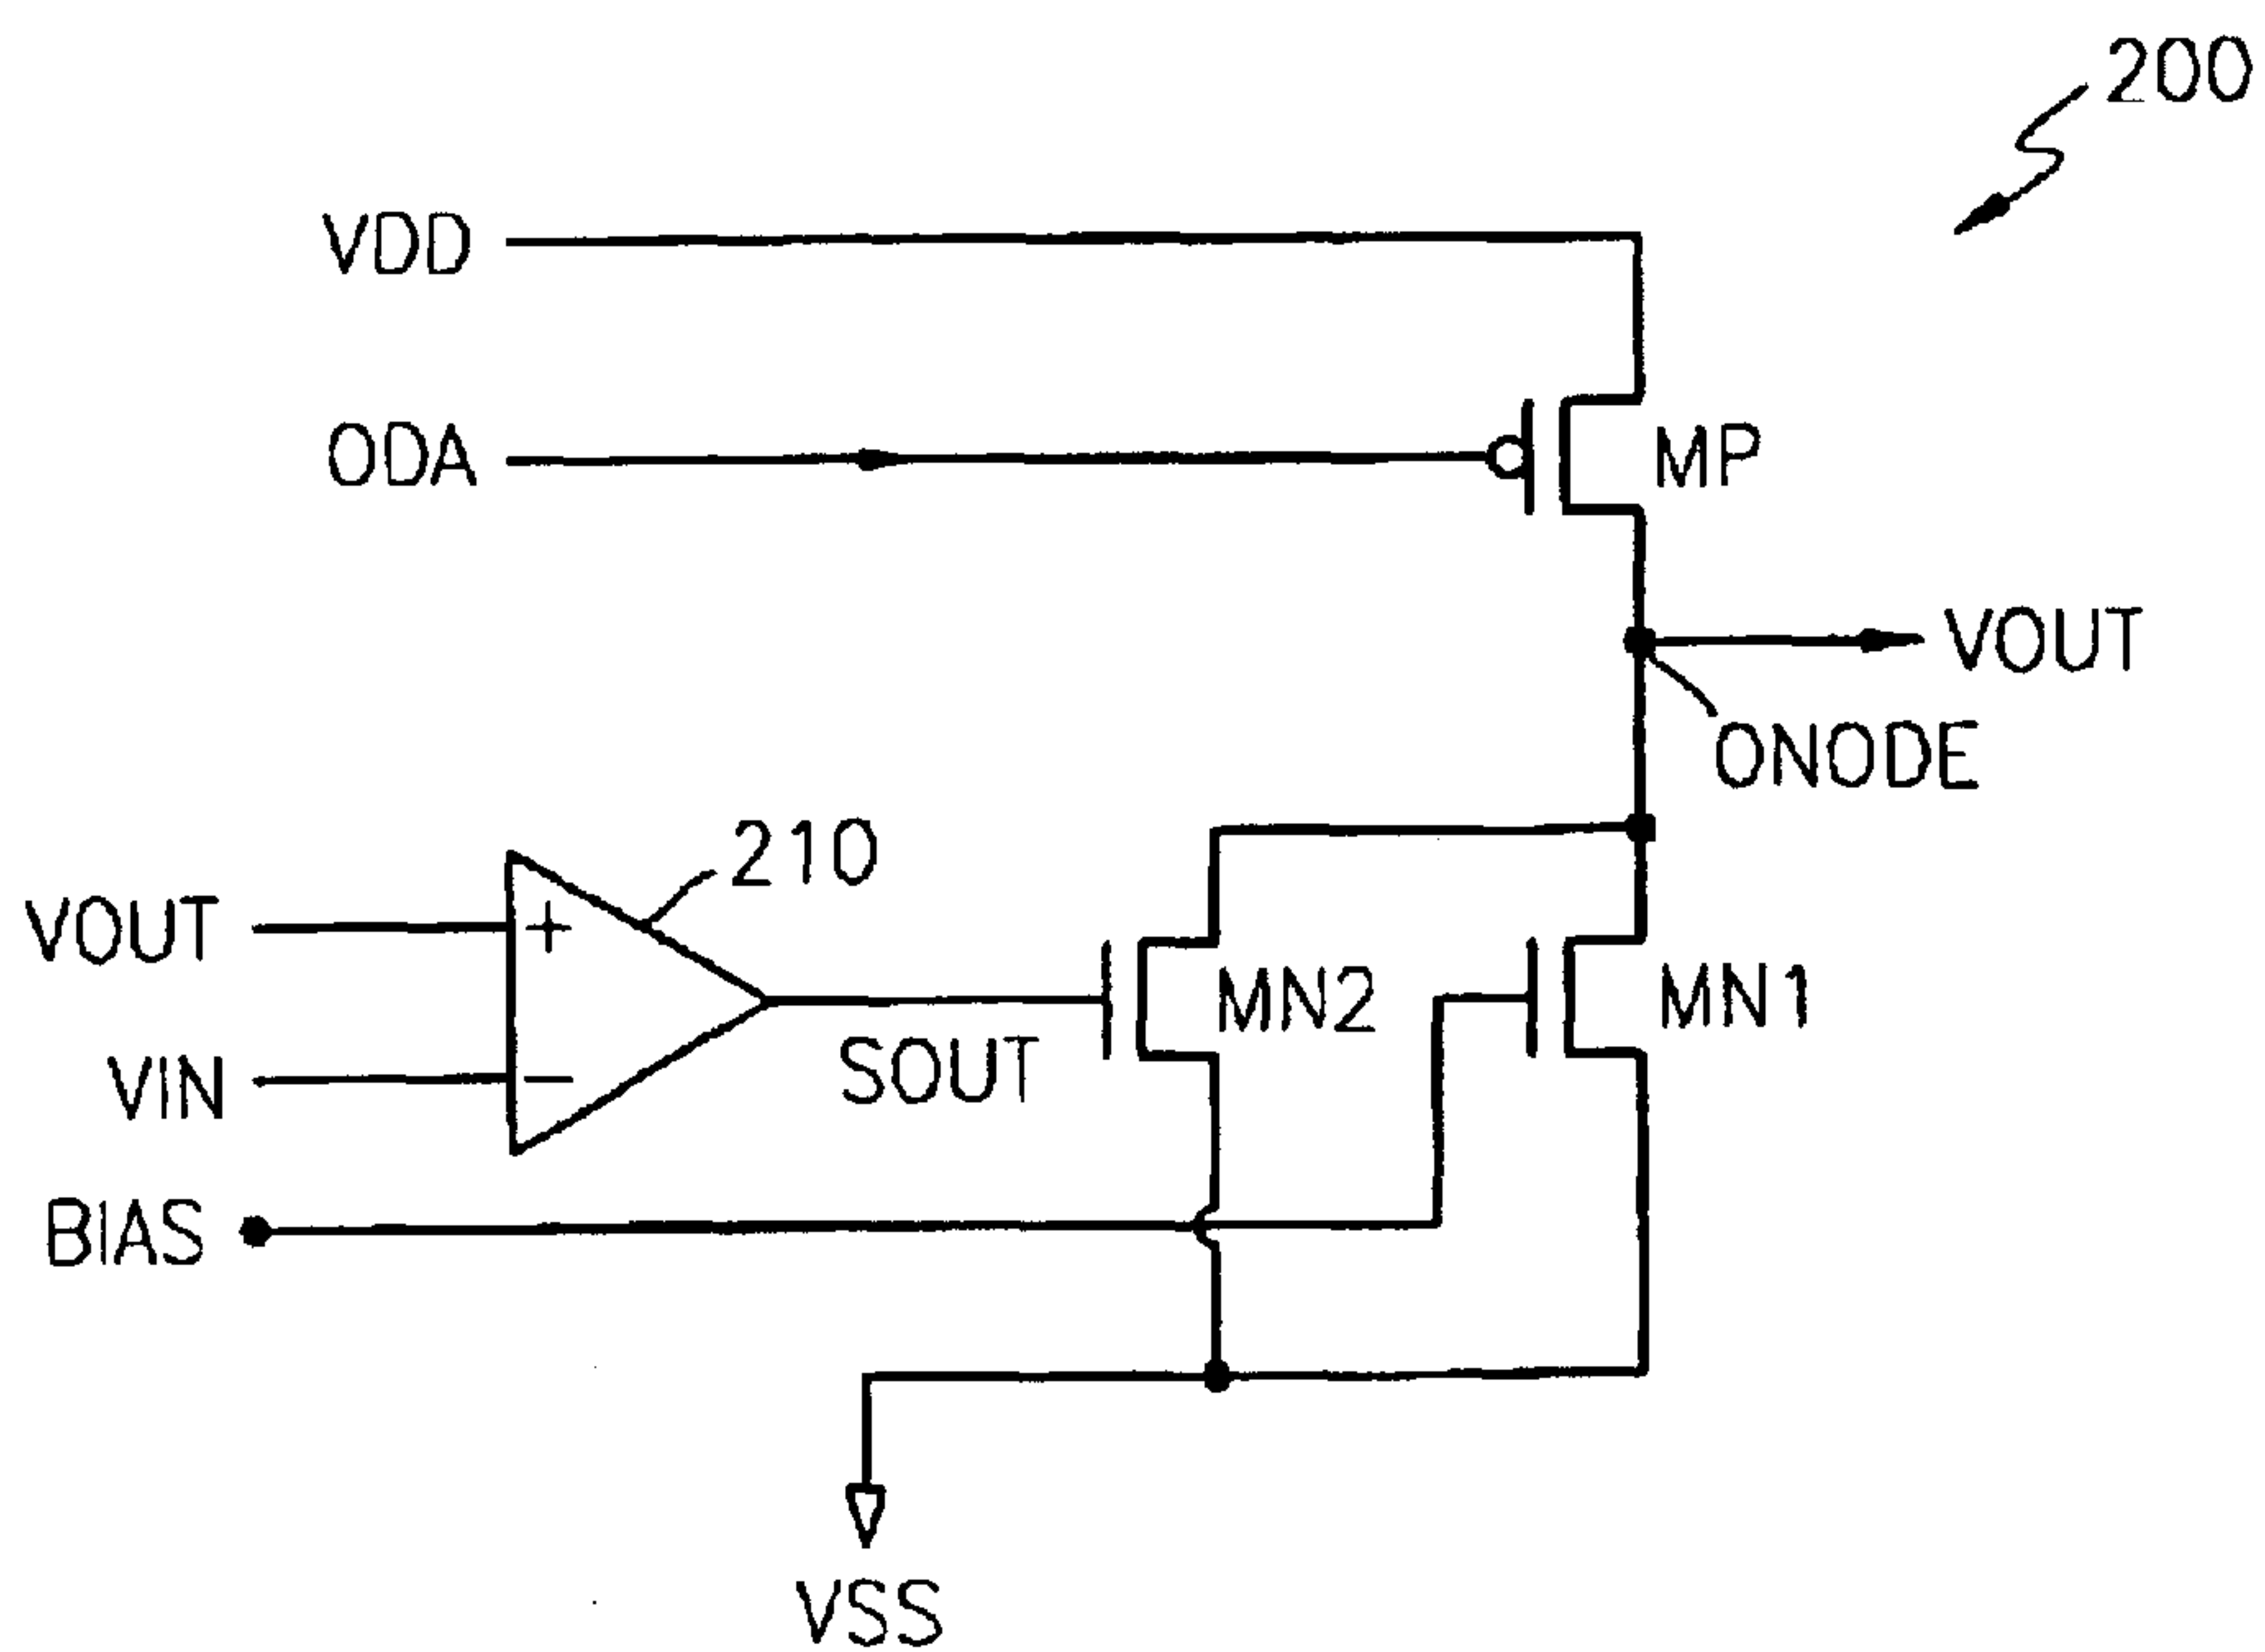 200
VDD
ODA
MP
VOUT
ONODE
210
VOUT
+
MN2
MN1
SOUT
VIN
−
BIAS
VSS